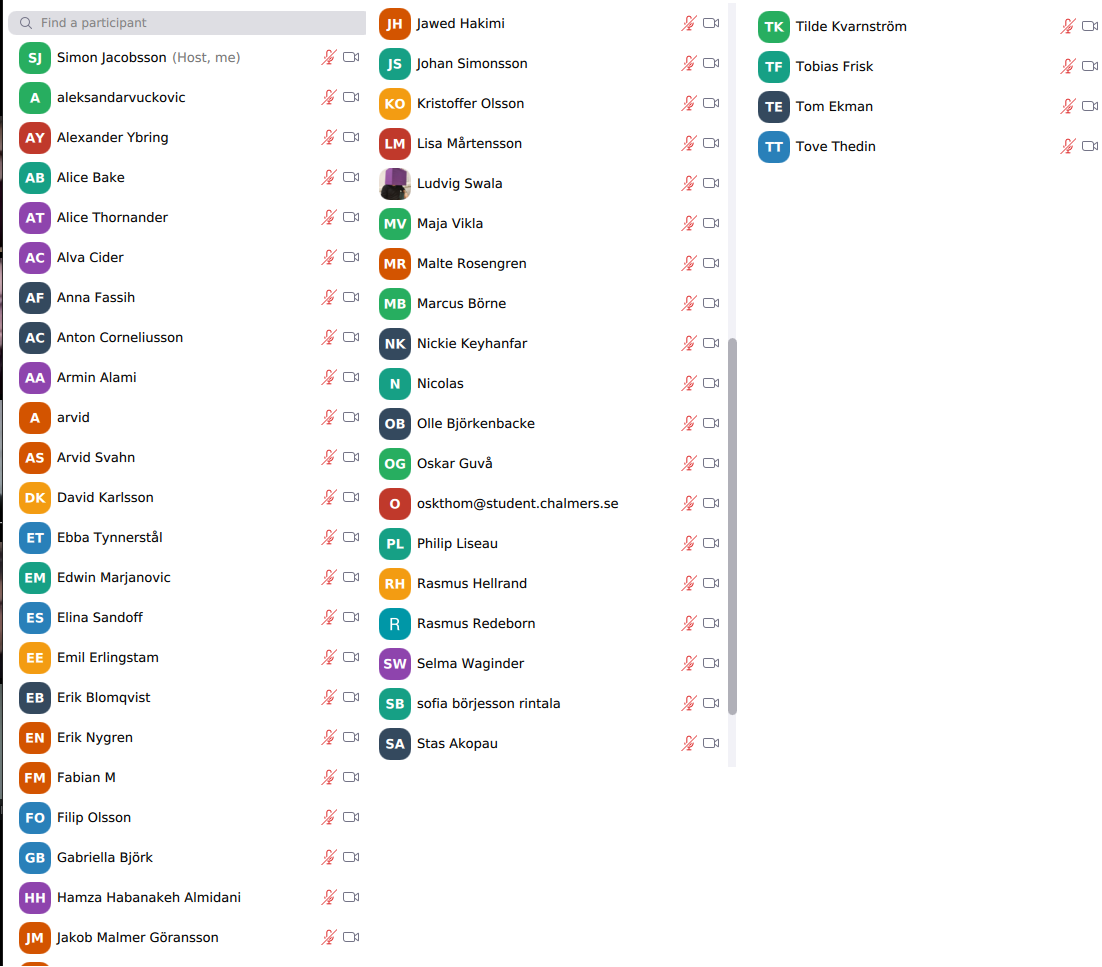 Find a participant
SJ Simon Jacobsson (Host, me)
A aleksandarvuckovic
AY Alexander Ybring
AB Alice Bake
AT Alice Thornander
AC Alva Cider
AF Anna Fassih
AC Anton Corneliusson
AA Armin Alami
A arvid
AS Arvid Svahn
DK David Karlsson
ET Ebba Tynnerstål
EM Edwin Marjanovic
ES Elina Sandoff
EE Emil Erlingstam
EB Erik Blomqvist
EN Erik Nygren
FM Fabian M
FO Filip Olsson
GB Gabriella Björk
HH Hamza Habanakeh Almidani
JM Jakob Malmer Göransson
JH Jawed Hakimi
JS Johan Simonsson
KO Kristoffer Olsson
LM Lisa Mårtensson
Ludvig Swala
MV Maja Vikla
MR Malte Rosengren
MB Marcus Börne
NK Nickie Keyhanfar
N Nicolas
OB Olle Björkenbacke
OG Oskar Guvå
O oskthom@student.chalmers.se
PL Philip Liseau
RH Rasmus Hellrand
R Rasmus Redeborn
SW Selma Waginder
SB sofia börjesson rintala
SA Stas Akopau
TK Tilde Kvarnström
TF Tobias Frisk
TE Tom Ekman
TT Tove Thedin